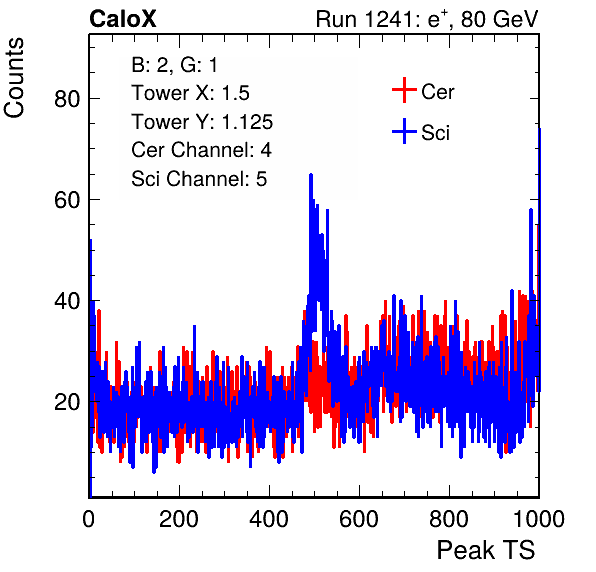 CaloX
Run 1241: e+, 80 GeV
Counts
B: 2, G: 1
Tower X: 1.5
Tower Y: 1.125
Cer Channel: 4
Sci Channel: 5
Cer
Sci
80
60
40
20
0 200 400 600 800 1000
Peak TS